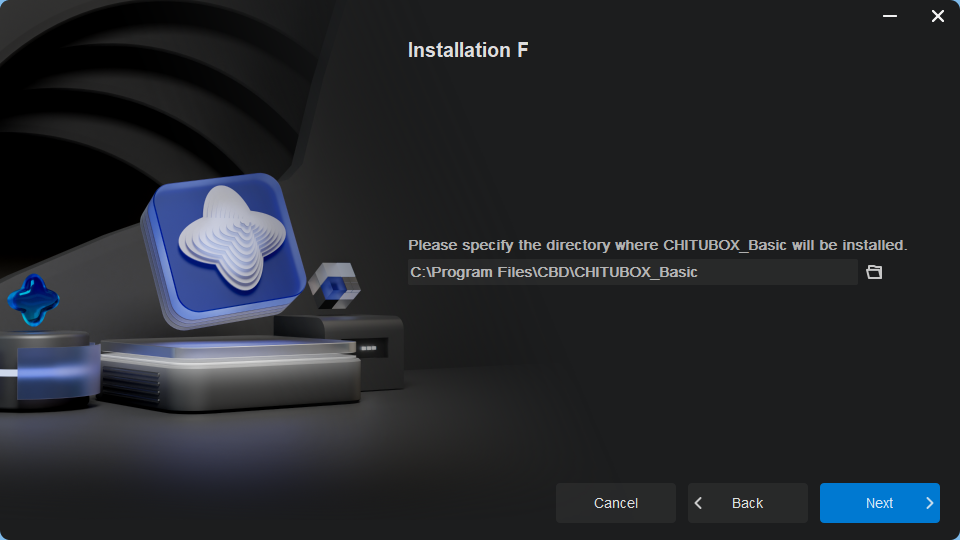 Installation F
Please specify the directory where CHITUBOX_Basic will be installed.
C:\Program Files\CBD\CHITUBOX_Basic
Cancel
Back
Next